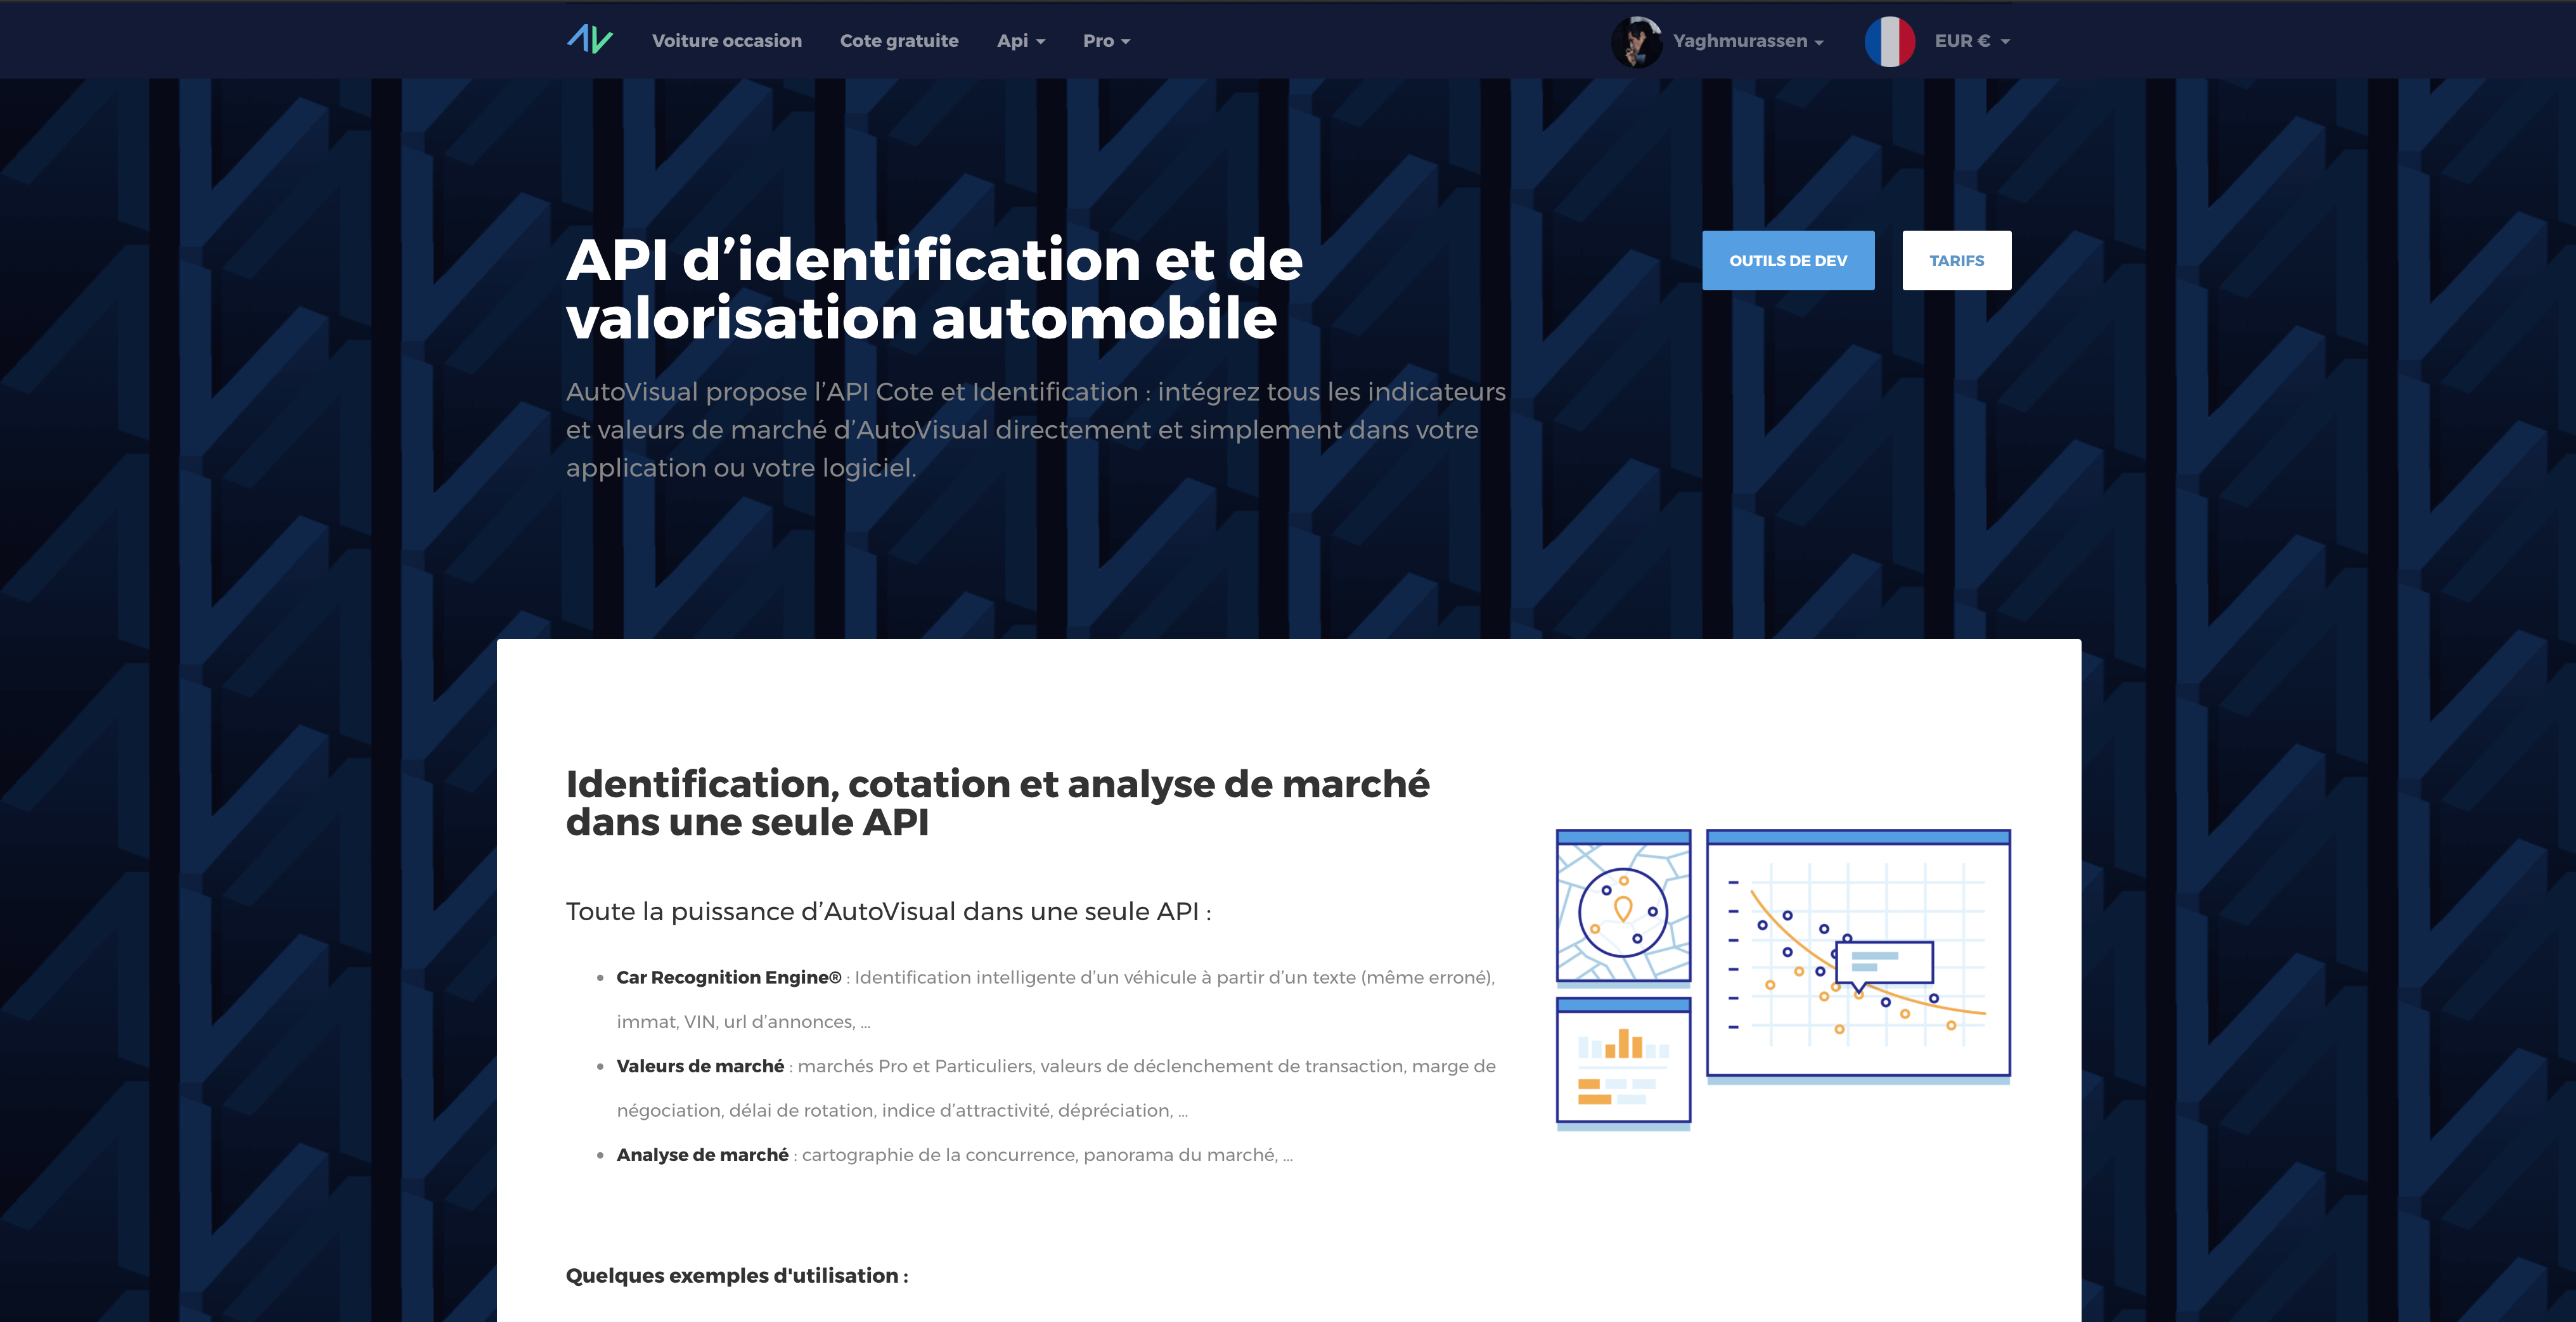 Voiture occasion Cote gratuite Api Pro Yaghmurassen EUR €
API d’identification et de
valorisation automobile
OUTILS DE DEV TARIFS
AutoVisual propose l’API Cote et Identification : intégrez tous les indicateurs
et valeurs de marché d’AutoVisual directement et simplement dans votre
application ou votre logiciel.
Identification, cotation et analyse de marché
dans une seule API
Toute la puissance d’AutoVisual dans une seule API :
Car Recognition Engine® : Identification intelligente d’un véhicule à partir d’un texte (même erroné),
immat, VIN, url d’annonces, ...
Valeurs de marché : marchés Pro et Particuliers, valeurs de déclenchement de transaction, marge de
négociation, délai de rotation, indice d’attractivité, dépréciation, ...
Analyse de marché : cartographie de la concurrence, panorama du marché, ...
Quelques exemples d'utilisation :